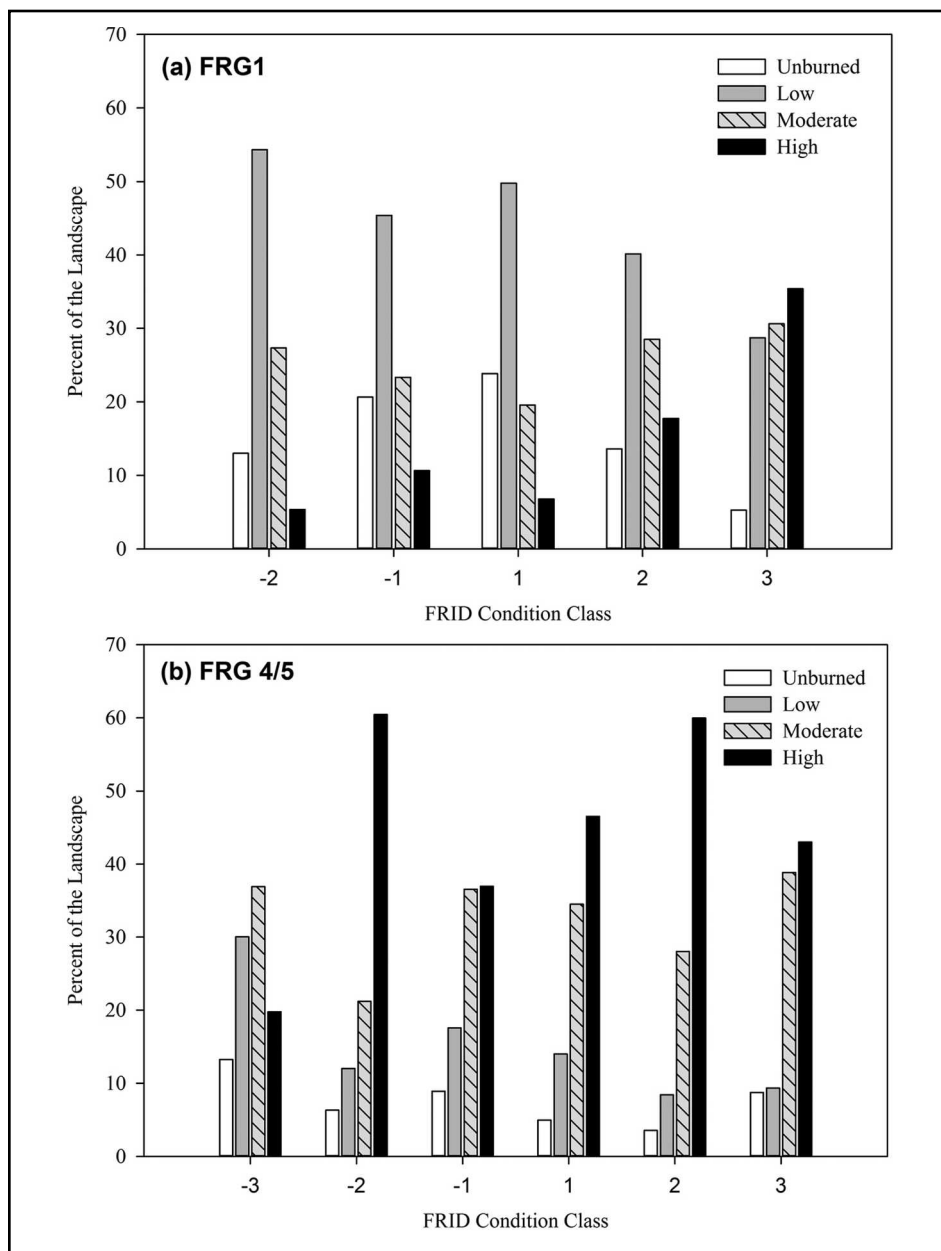 (a) FRG1
Unburned
Low
Moderate
High
70
60
50
40
30
20
10
0
Percent of the Landscape
-2 -1 1 2 3
FRID Condition Class
(b) FRG 4/5
Unburned
Low
Moderate
High
70
60
50
40
30
20
10
0
Percent of the Landscape
-3 -2 -1 1 2 3
FRID Condition Class